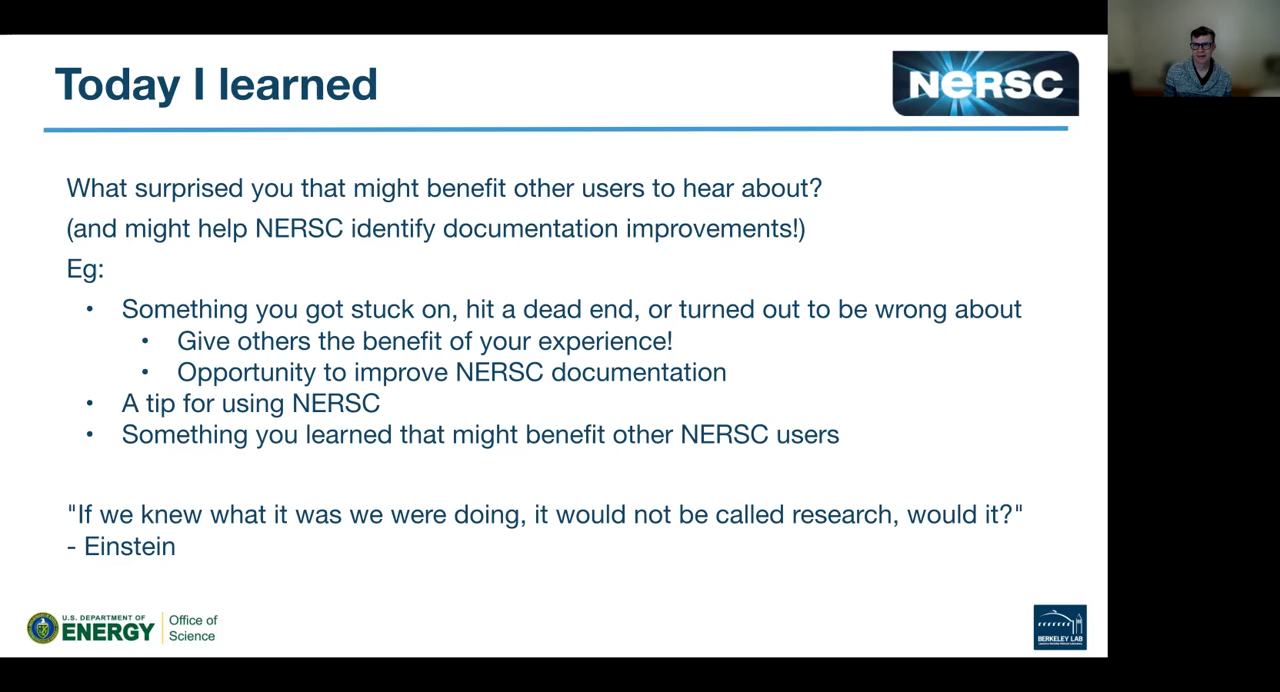 Today I learned
NERSC
What surprised you that might benefit other users to hear about?
(and might help NERSC identify documentation improvements!)
Eg:
• Something you got stuck on, hit a dead end, or turned out to be wrong about
• Give others the benefit of your experience!
• Opportunity to improve NERSC documentation
• A tip for using NERSC
• Something you learned that might benefit other NERSC users
"If we knew what it was we were doing, it would not be called research, would it?"
- Einstein
U.S. DEPARTMENT OF
ENERGY
Office of
Science
BERKELEY LAB